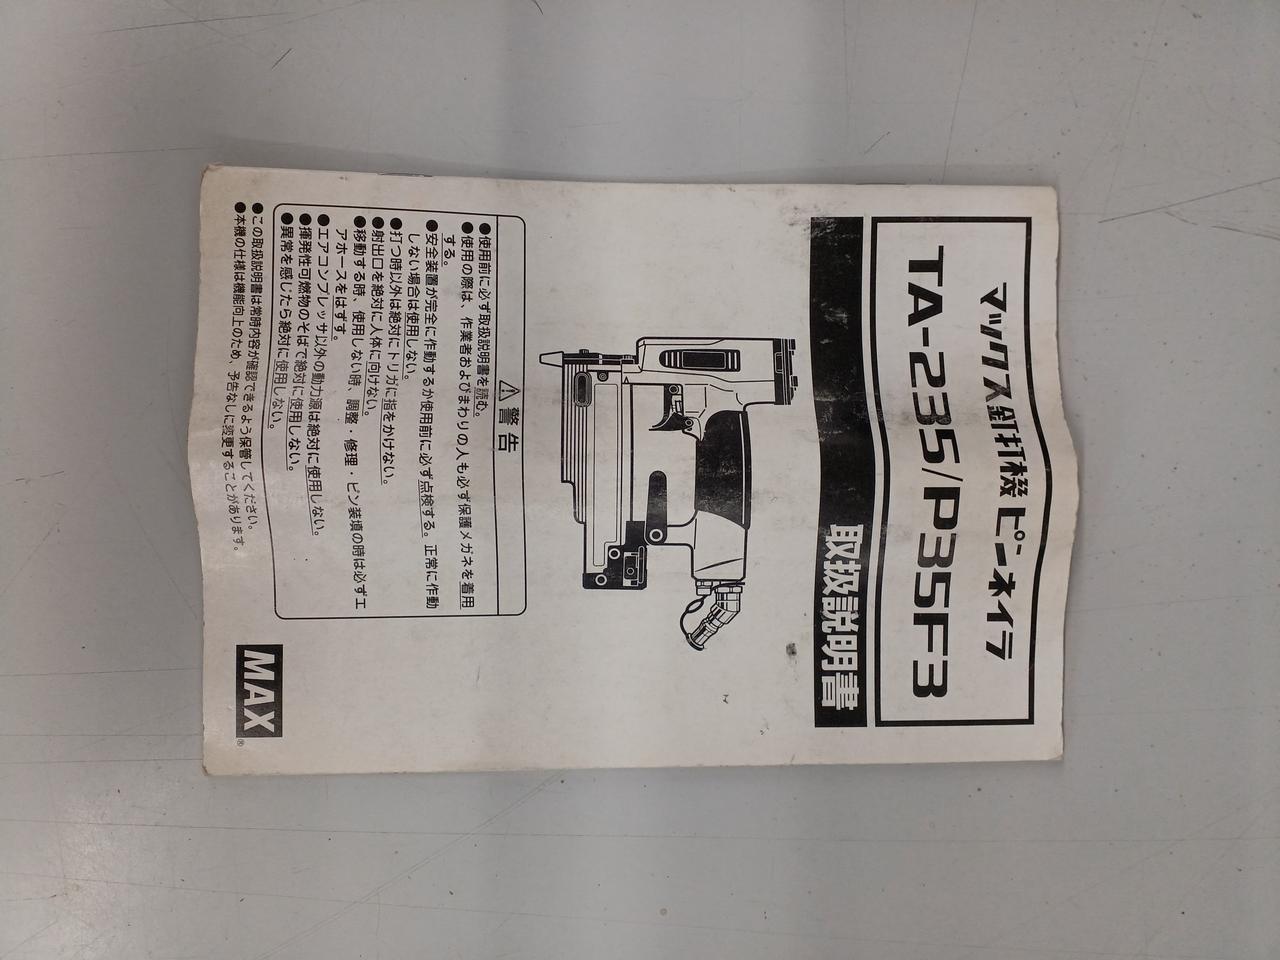 マックス釘打機 ピンネイラ
TA-235/P35F3
取扱説明書
⚠警告
●使用前に必ず取扱説明書を読む。
●使用の際は、作業者およびまわりの人も必ず保護メガネを着用
する。
●安全装置が完全に作動するか使用前に必ず点検する。正常に作動
しない場合は使用しない。
●打つ時以外は絶対にトリガに指をかけない。
●射出口を絶対に人体に向けない。
●移動する時、使用しない時、調整・修理・ピン装填の時は必ずエ
アホースをはずす。
●エアコンプレッサ以外の動力源は絶対に使用しない。
●揮発性可燃物のそばで絶対に使用しない。
●異常を感じたら絶対に使用しない。
●この取扱説明書は常時内容が確認できるよう保管してください。
●本機の仕様は機能向上のため、予告なしに変更することがあります。
MAX®